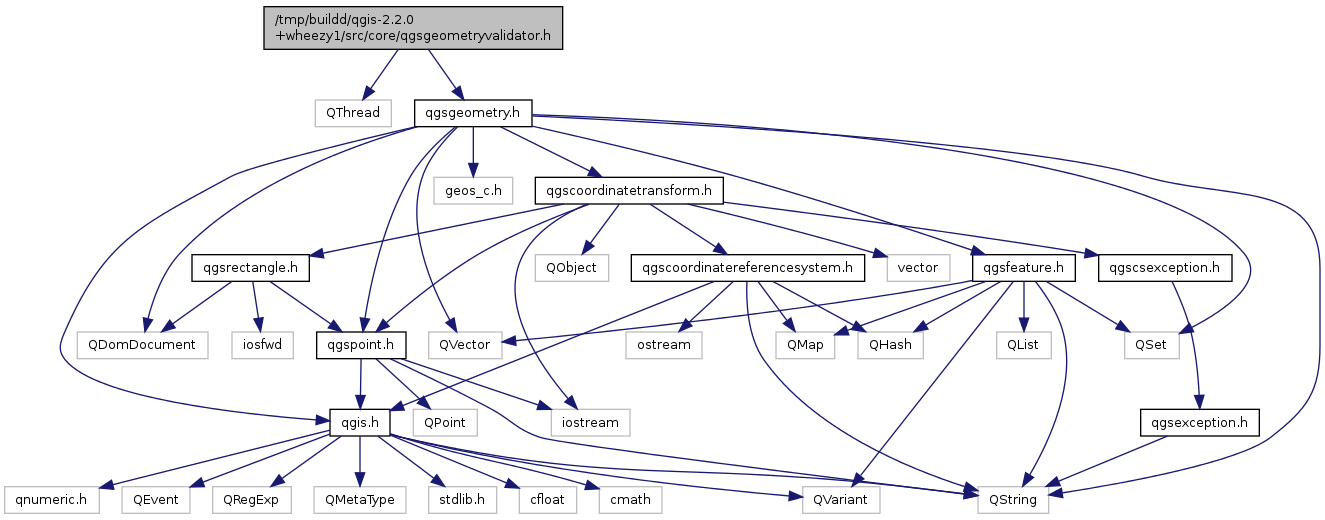 /tmp/buildd/qgis-2.2.0
+wheezy1/src/core/qgsgeometryvalidator.h
QThread
qgsgeometry.h
geos_c.h
qgscoordinatetransform.h
qgsrectangle.h
QObject
qgscoordinatereferencesystem.h
vector
qgsfeature.h
qgscsexception.h
QDomDocument
iosfwd
qgspoint.h
QVector
ostream
QMap
QHash
QList
QSet
qgis.h
QPoint
iostream
qgsexception.h
qnumeric.h
QEvent
QRegExp
QMetaType
stdlib.h
cfloat
cmath
QVariant
QString